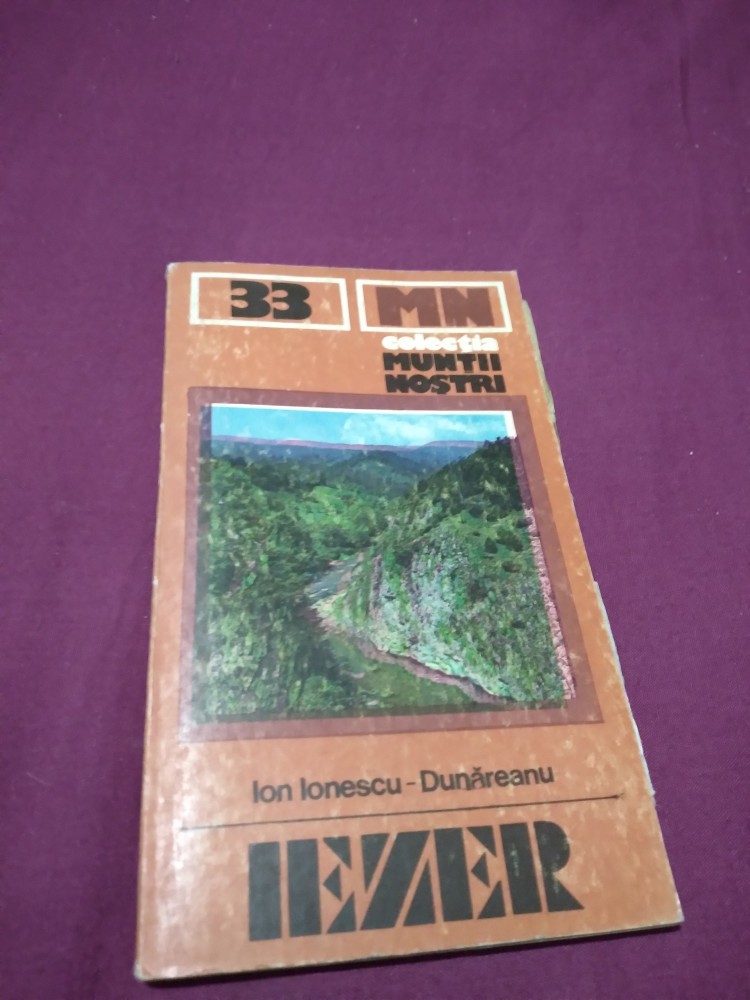 33
MN
colecția
MUNȚII
NOȘTRI
Ion Ionescu-Dunăreanu
IEZER